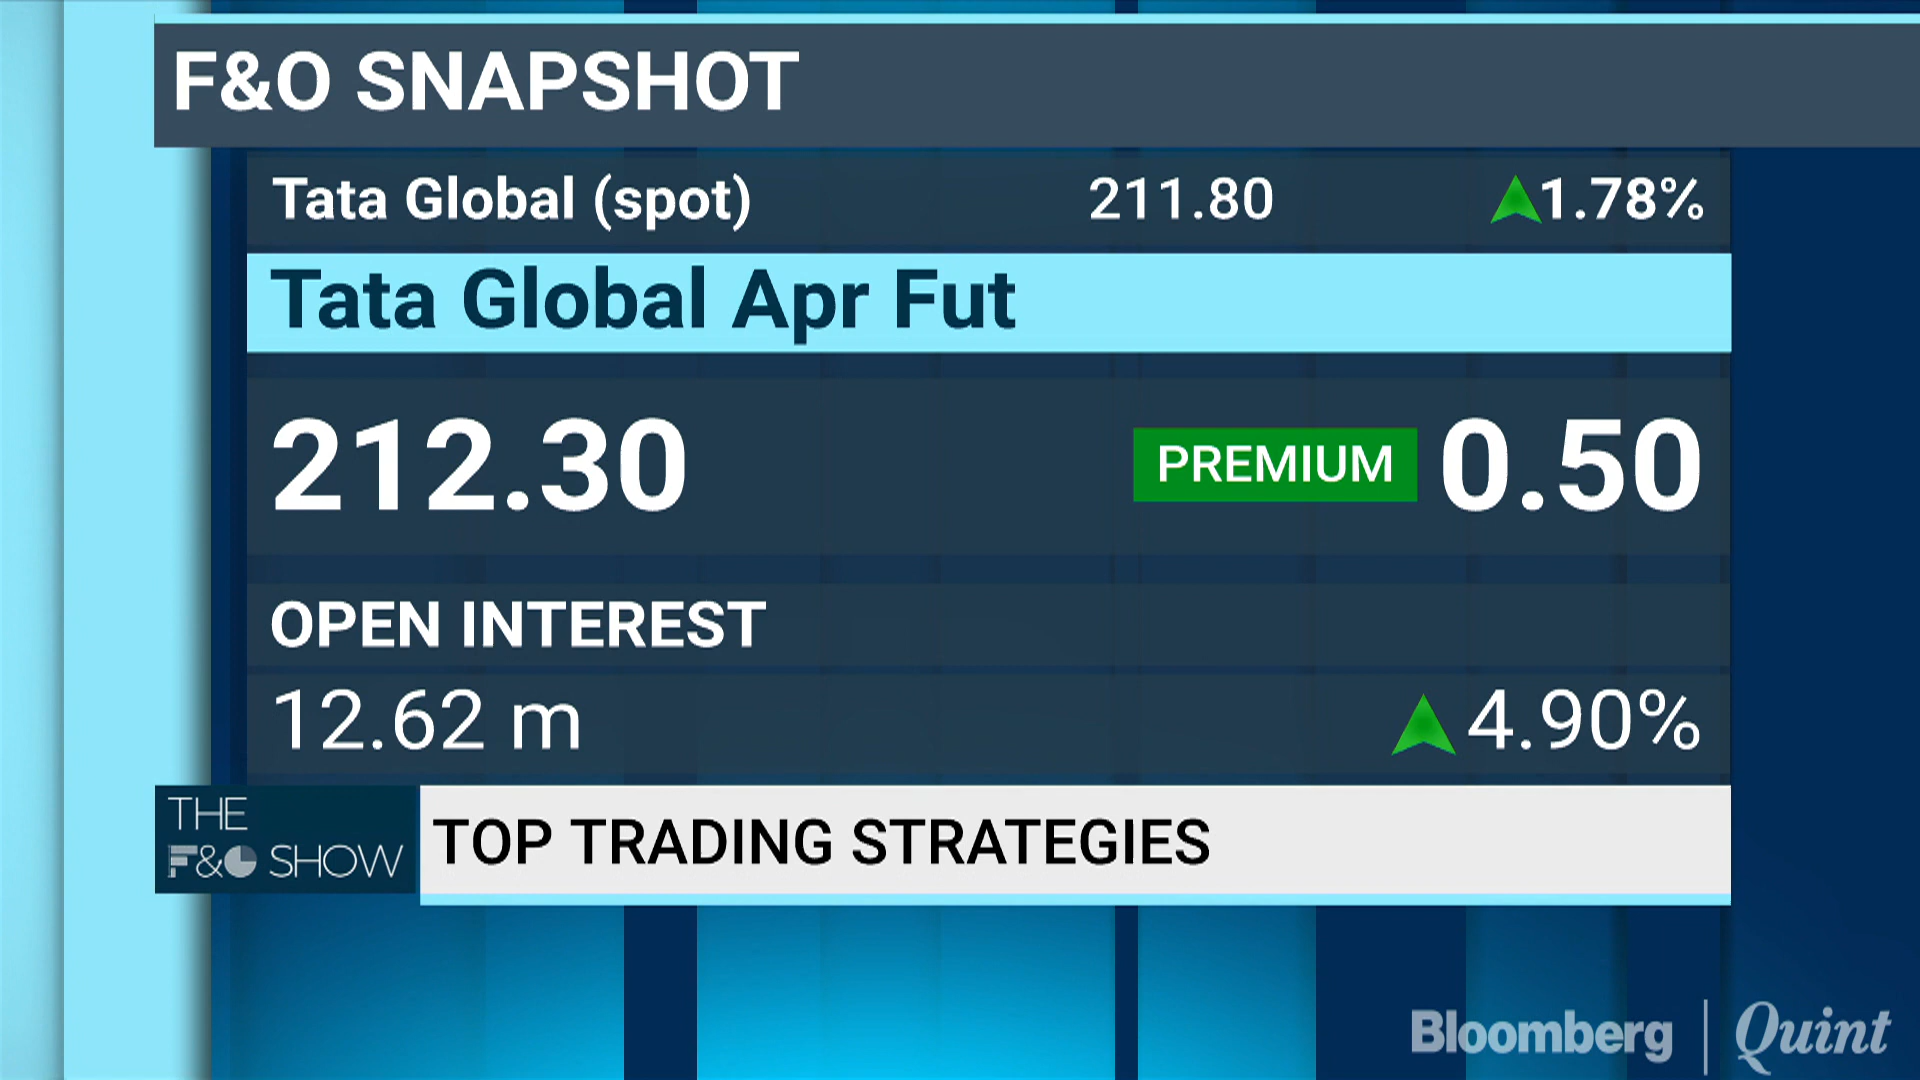 F&O SNAPSHOT
Tata Global (spot) 211.80 ▲1.78%
Tata Global Apr Fut
212.30 PREMIUM 0.50
OPEN INTEREST
12.62 m ▲4.90%
THE
F&O SHOW
TOP TRADING STRATEGIES
Bloomberg | Quint